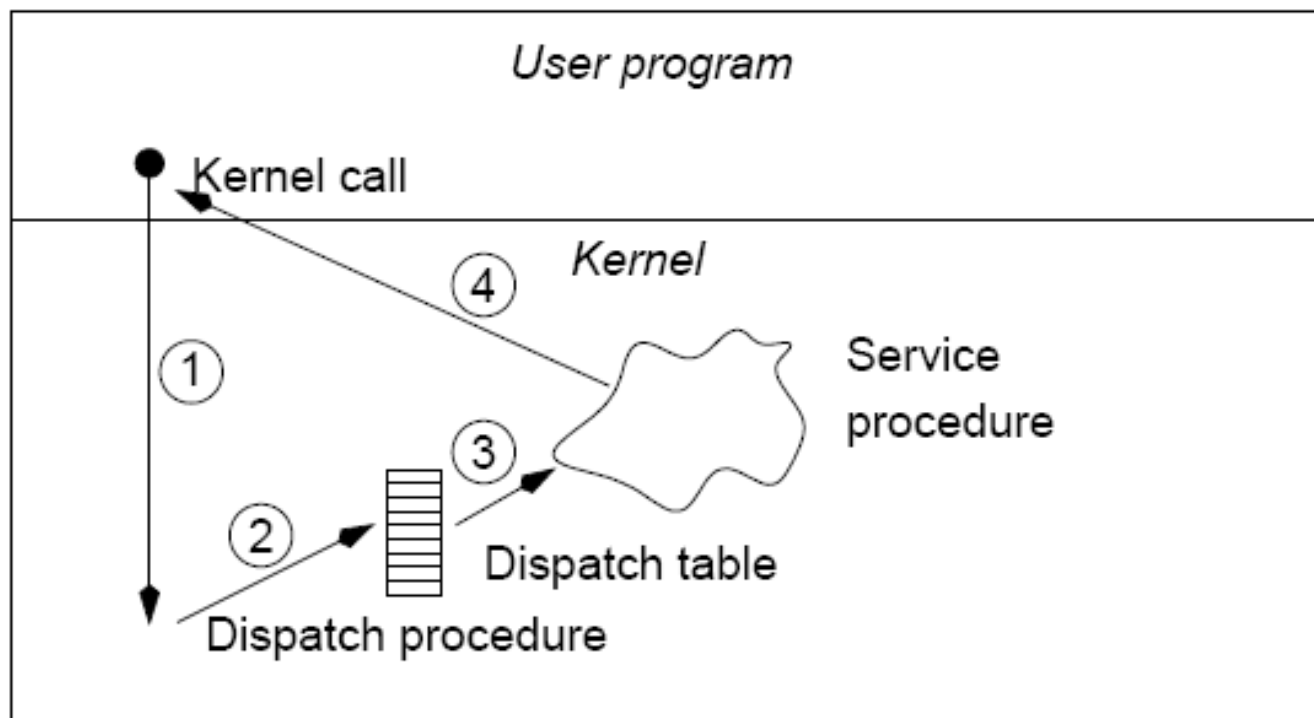 User program
Kernel call
Kernel
4
1
Service
procedure
3
2
Dispatch table
Dispatch procedure